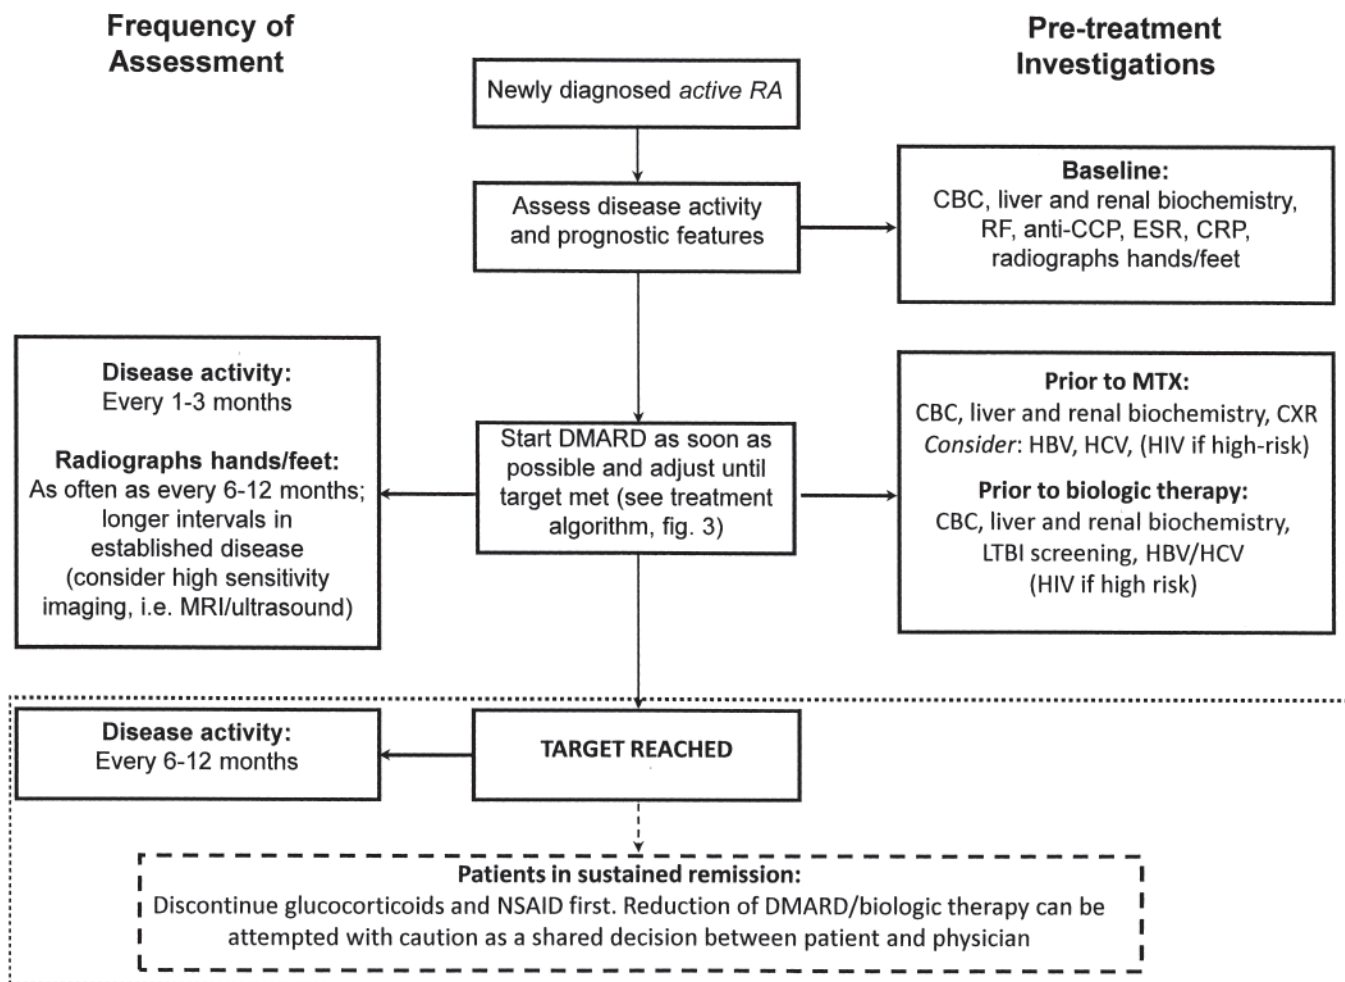 Frequency of
Assessment
Pre-treatment
Investigations
Newly diagnosed active RA
Assess disease activity
and prognostic features
Baseline:
CBC, liver and renal biochemistry,
RF, anti-CCP, ESR, CRP,
radiographs hands/feet
Disease activity:
Every 1-3 months
Radiographs hands/feet:
As often as every 6-12 months;
longer intervals in
established disease
(consider high sensitivity
imaging, i.e. MRI/ultrasound)
Start DMARD as soon as
possible and adjust until
target met (see treatment
algorithm, fig. 3)
Prior to MTX:
CBC, liver and renal biochemistry, CXR
Consider: HBV, HCV, (HIV if high-risk)
Prior to biologic therapy:
CBC, liver and renal biochemistry,
LTBI screening, HBV/HCV
(HIV if high risk)
Disease activity:
Every 6-12 months
TARGET REACHED
Patients in sustained remission:
Discontinue glucocorticoids and NSAID first. Reduction of DMARD/biologic therapy can be
attempted with caution as a shared decision between patient and physician